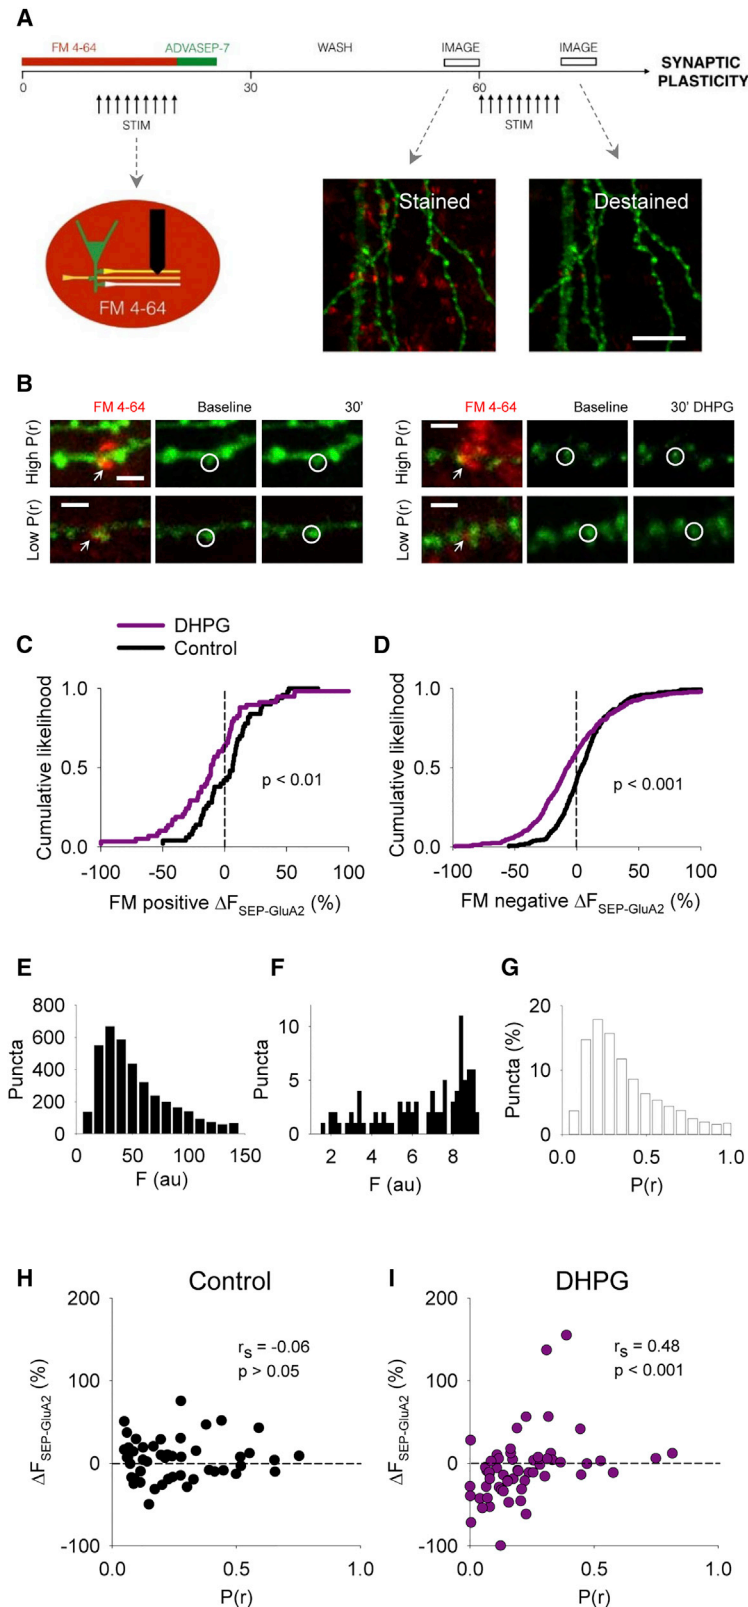 A
FM 4-64 ADVASEP-7 WASH IMAGE IMAGE
SYNAPTIC
PLASTICITY
0 30 60
STIM STIM
Stained Destained
FM 4-64
B
FM 4-64 Baseline 30' FM 4-64 Baseline 30' DHPG
High P(r) High P(r)
Low P(r) Low P(r)
DHPG
Control
C
Cumulative likelihood
1.0
0.5
0.0
p < 0.01
-100 -50 0 50 100
FM positive ΔF_SEP-GluA2 (%)
D
Cumulative likelihood
1.0
0.5
0.0
p < 0.001
-100 -50 0 50 100
FM negative ΔF_SEP-GluA2 (%)
E
Puncta
800
600
400
200
0
0 50 100 150
F (au)
F
Puncta
10
5
0
2 4 6 8
F (au)
G
Puncta (%)
20
10
0
0.0 0.5 1.0
P(r)
H
Control
ΔF_SEP-GluA2 (%)
200
100
0
-100
r_s = -0.06
p > 0.05
0.0 0.5 1.0
P(r)
I
DHPG
ΔF_SEP-GluA2 (%)
200
100
0
-100
r_s = 0.48
p < 0.001
0.0 0.5 1.0
P(r)